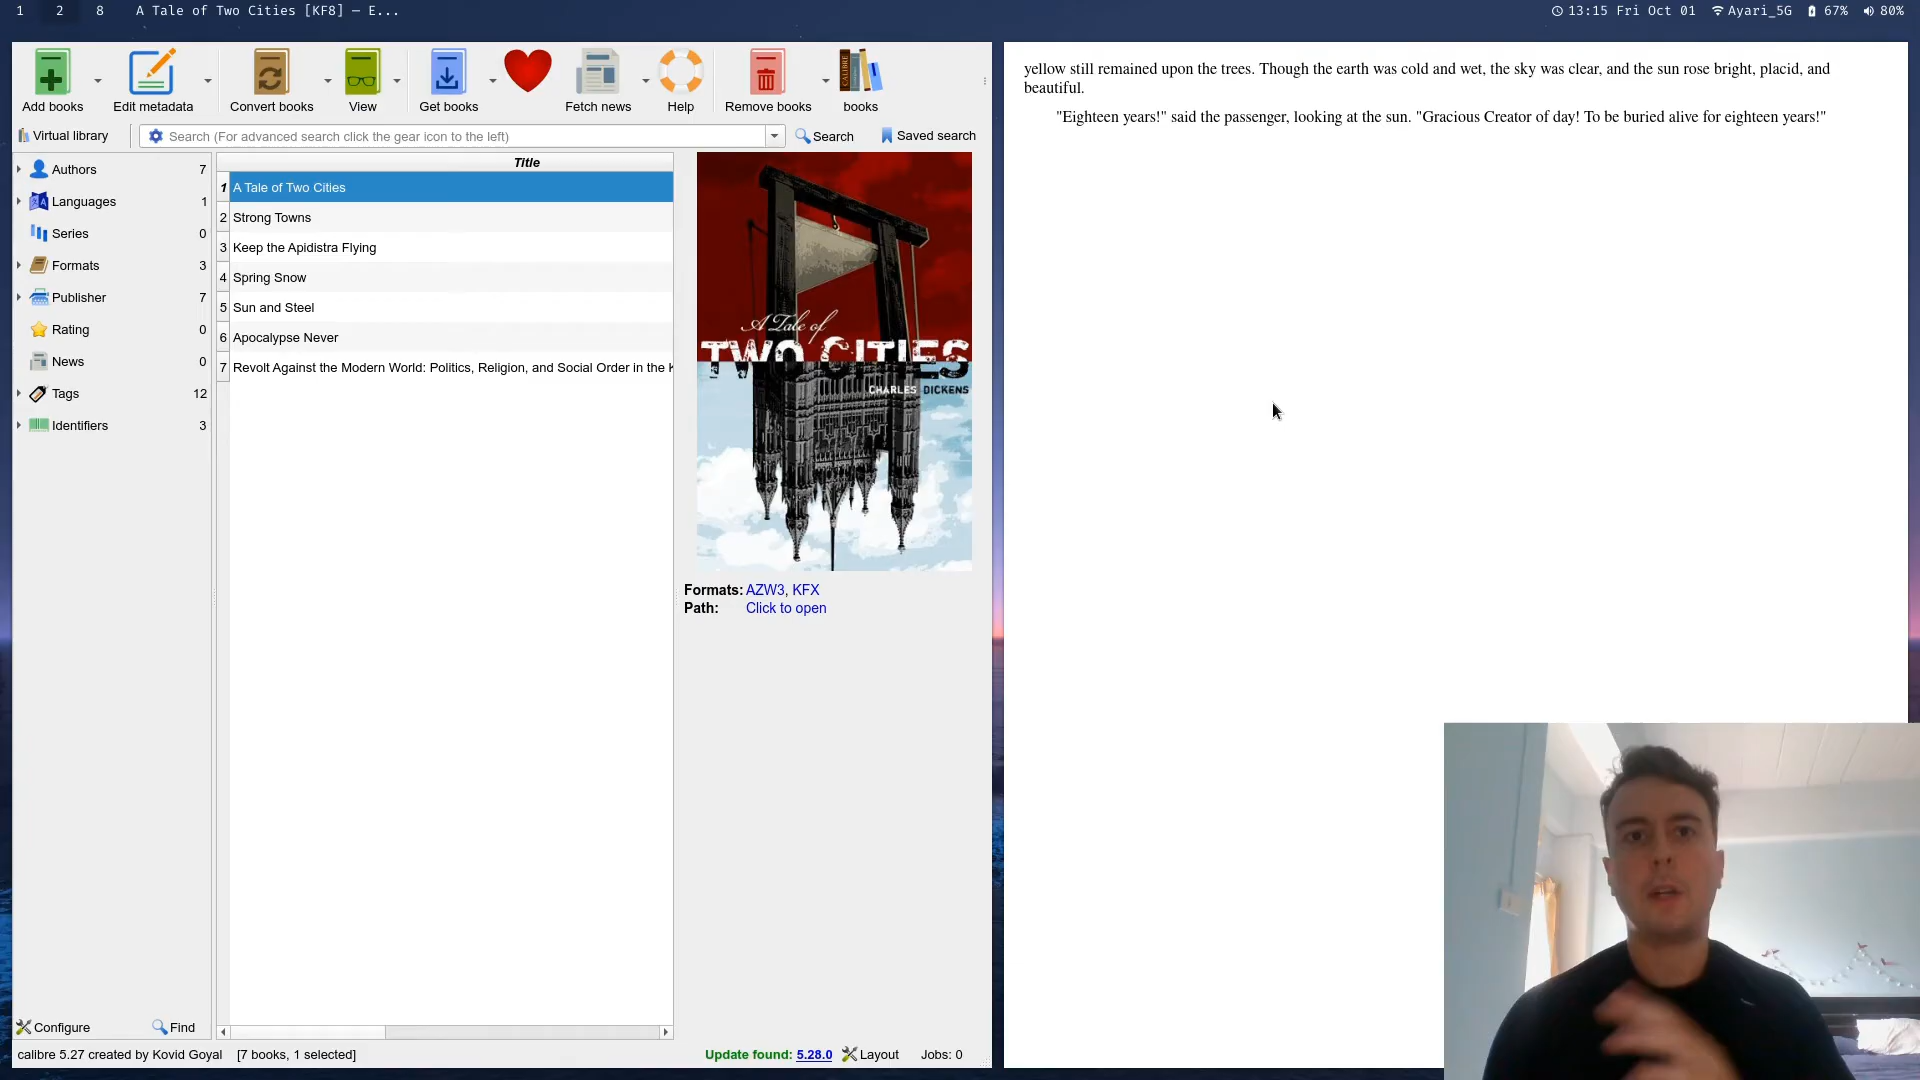 1 2 8 A Tale of Two Cities [KF8] — E... 13:15 Fri Oct 01 Ayari_5G 67% 80%
Add books Edit metadata Convert books View Get books Fetch news Help Remove books CALIBRE books
Virtual library Search (For advanced search click the gear icon to the left) Search Saved search
Authors 7
Languages 1
Series 0
Formats 3
Publisher 7
Rating 0
News 0
Tags 12
Identifiers 3
Configure Find
Title
1 A Tale of Two Cities
2 Strong Towns
3 Keep the Apidistra Flying
4 Spring Snow
5 Sun and Steel
6 Apocalypse Never
7 Revolt Against the Modern World: Politics, Religion, and Social Order in the K
A Tale of
TWO CITIES
CHARLES DICKENS
Formats: AZW3, KFX
Path: Click to open
calibre 5.27 created by Kovid Goyal [7 books, 1 selected] Update found: 5.28.0 Layout Jobs: 0
yellow still remained upon the trees. Though the earth was cold and wet, the sky was clear, and the sun rose bright, placid, and
beautiful.
"Eighteen years!" said the passenger, looking at the sun. "Gracious Creator of day! To be buried alive for eighteen years!"